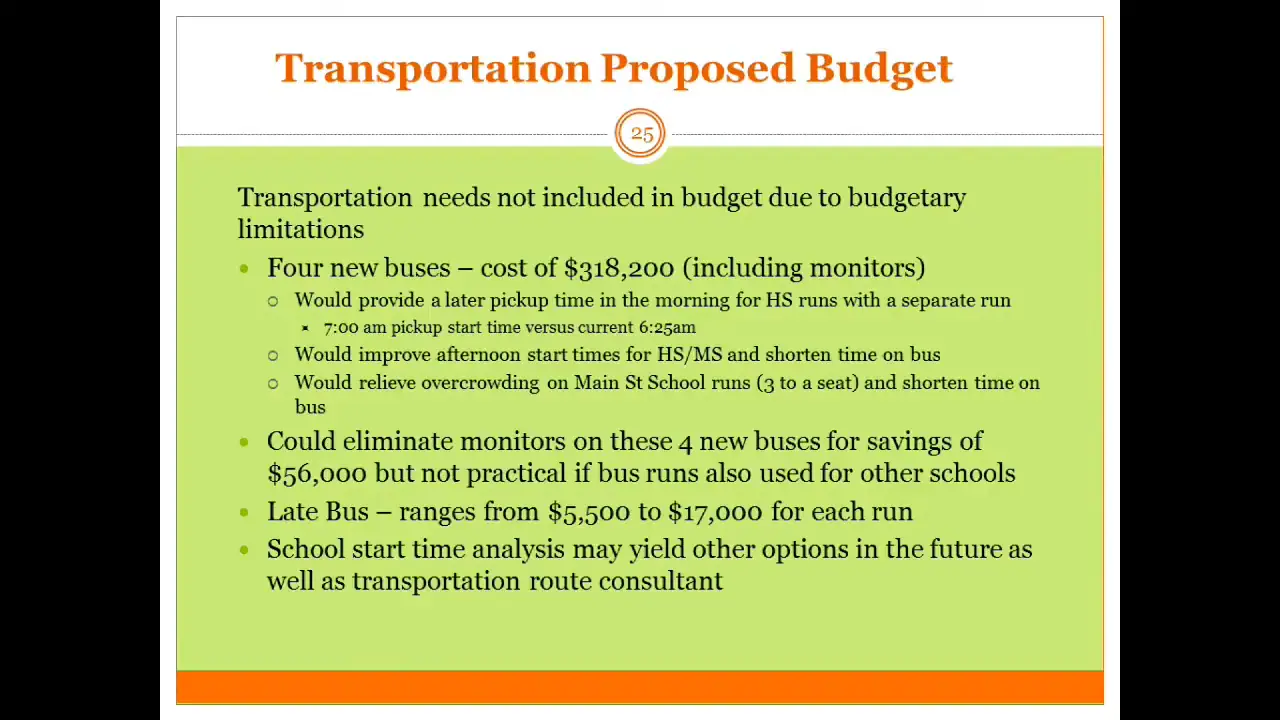 Transportation Proposed Budget
25
Transportation needs not included in budget due to budgetary
limitations
• Four new buses – cost of $318,200 (including monitors)
○ Would provide a later pickup time in the morning for HS runs with a separate run
× 7:00 am pickup start time versus current 6:25am
○ Would improve afternoon start times for HS/MS and shorten time on bus
○ Would relieve overcrowding on Main St School runs (3 to a seat) and shorten time on
bus
• Could eliminate monitors on these 4 new buses for savings of
$56,000 but not practical if bus runs also used for other schools
• Late Bus – ranges from $5,500 to $17,000 for each run
• School start time analysis may yield other options in the future as
well as transportation route consultant